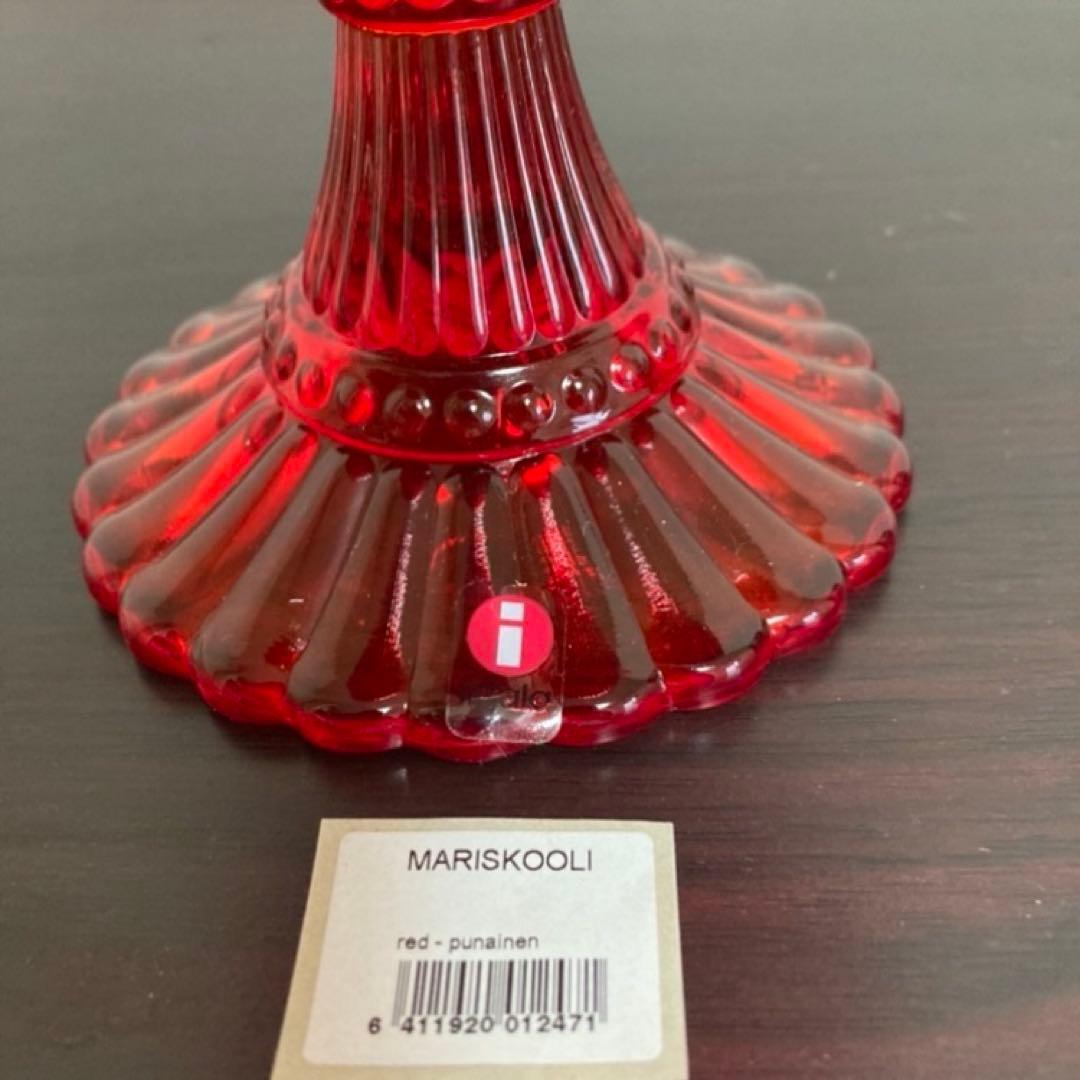 i
MARISKOOLI
red - punainen
6 411920 012471